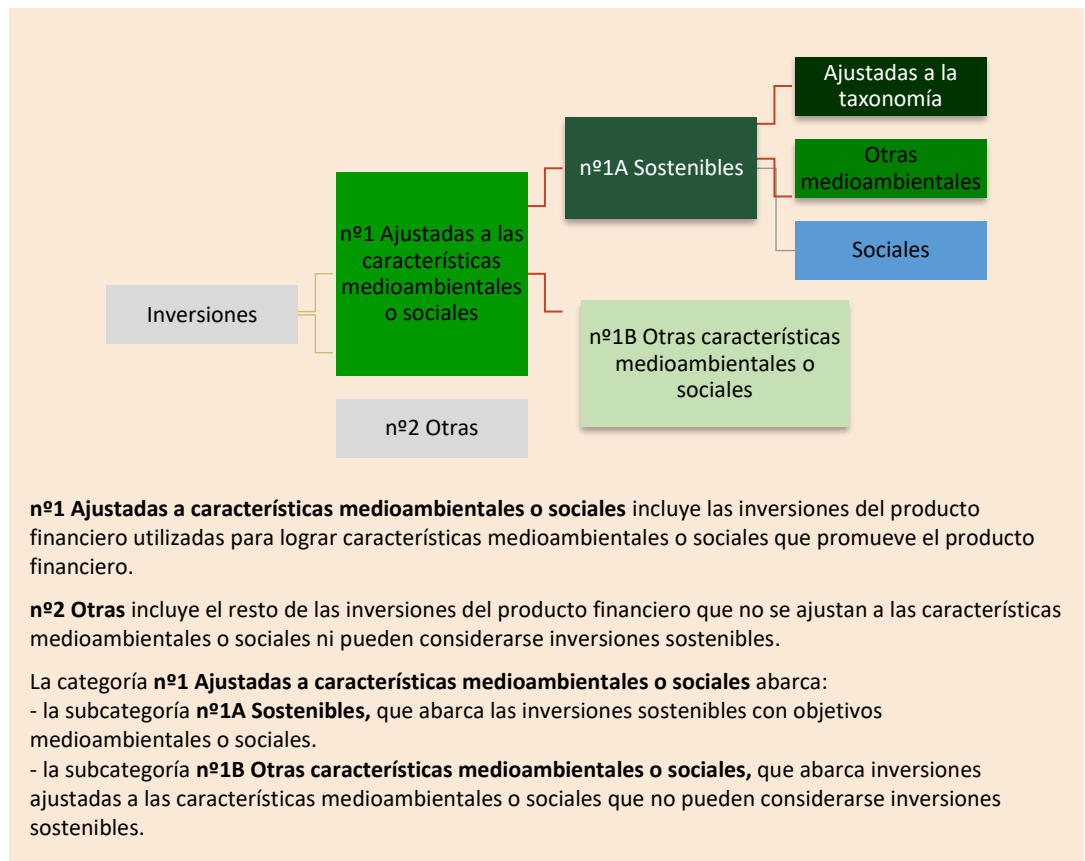 Ajustadas a la
taxonomía
nº1A Sostenibles
Otras
medioambientales
nº1 Ajustadas a las
características
medioambientales
o sociales
Sociales
Inversiones
nº1B Otras características
medioambientales o
sociales
nº2 Otras
nº1 Ajustadas a características medioambientales o sociales incluye las inversiones del producto
financiero utilizadas para lograr características medioambientales o sociales que promueve el producto
financiero.
nº2 Otras incluye el resto de las inversiones del producto financiero que no se ajustan a las características
medioambientales o sociales ni pueden considerarse inversiones sostenibles.
La categoría nº1 Ajustadas a características medioambientales o sociales abarca:
- la subcategoría nº1A Sostenibles, que abarca las inversiones sostenibles con objetivos
medioambientales o sociales.
- la subcategoría nº1B Otras características medioambientales o sociales, que abarca inversiones
ajustadas a las características medioambientales o sociales que no pueden considerarse inversiones
sostenibles.